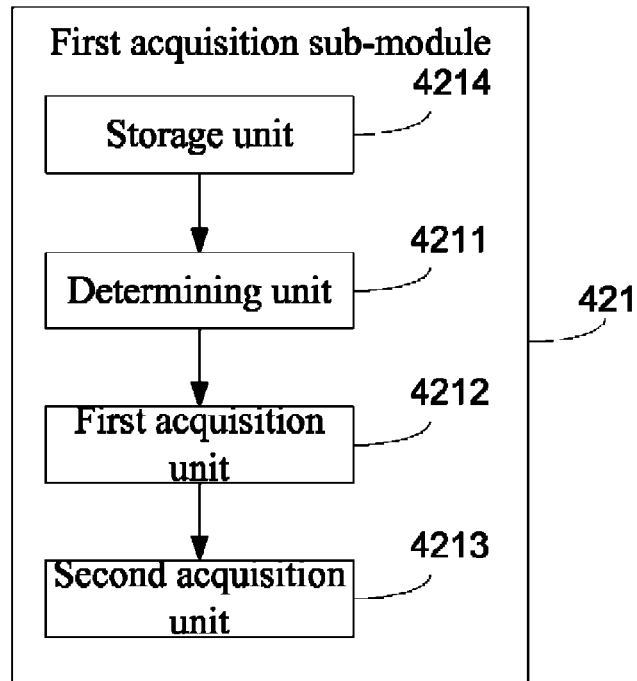 First acquisition sub-module
4214
Storage unit
4211
Determining unit
421
4212
First acquisition
unit
4213
Second acquisition
unit